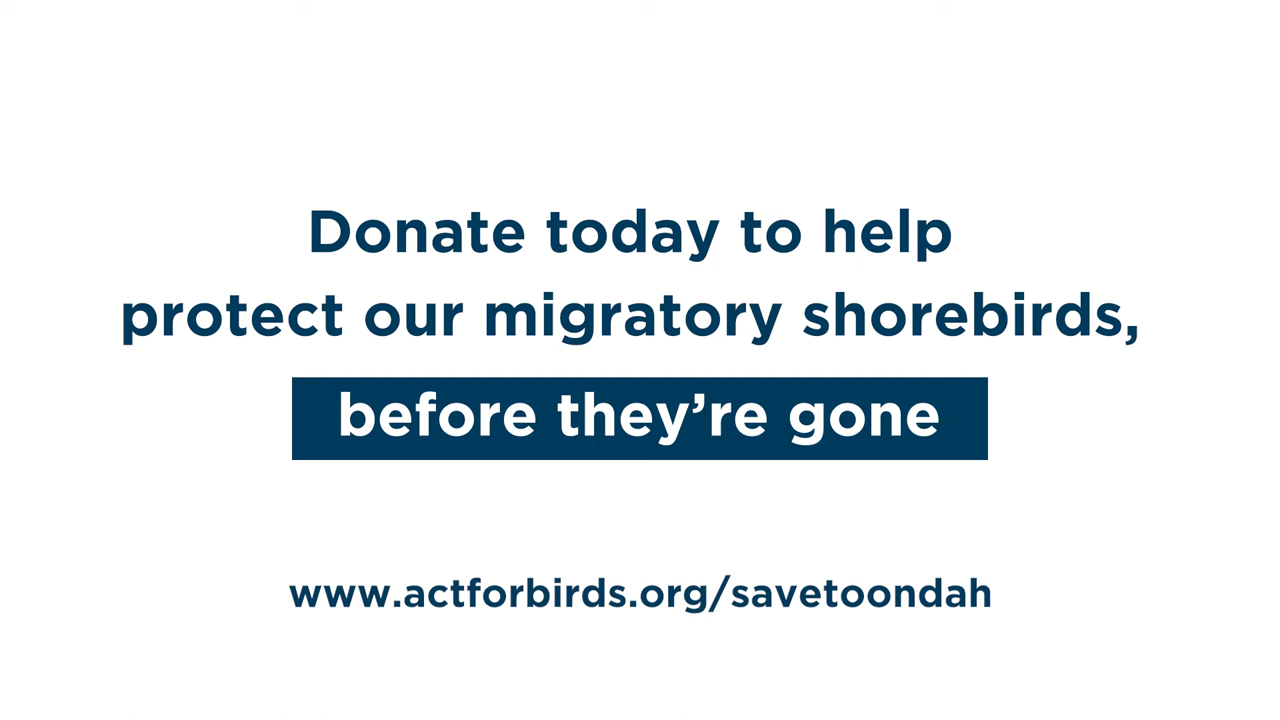 Donate today to help
protect our migratory shorebirds,
before they’re gone
www.actforbirds.org/savetoondah